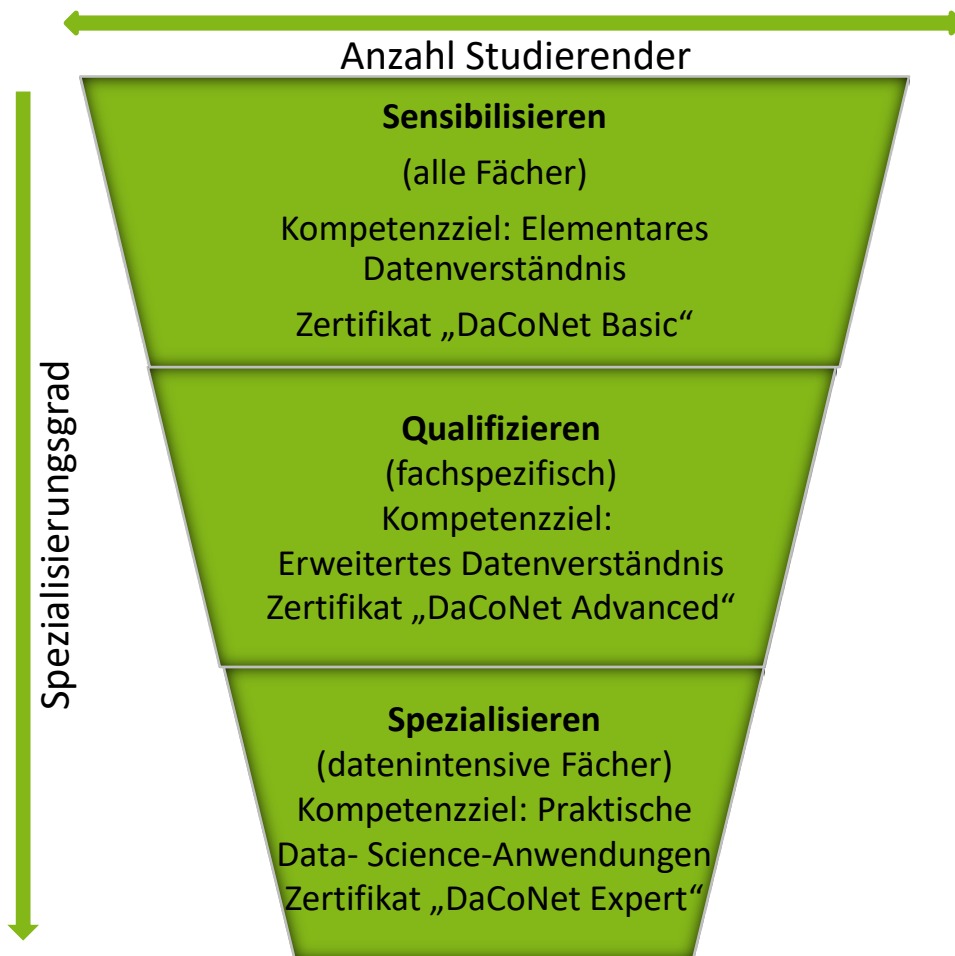 Anzahl Studierender
Spezialisierungsgrad
Sensibilisieren
(alle Fächer)
Kompetenzziel: Elementares
Datenverständnis
Zertifikat „DaCoNet Basic“
Qualifizieren
(fachspezifisch)
Kompetenzziel:
Erweitertes Datenverständnis
Zertifikat „DaCoNet Advanced“
Spezialisieren
(datenintensive Fächer)
Kompetenzziel: Praktische
Data- Science-Anwendungen
Zertifikat „DaCoNet Expert“